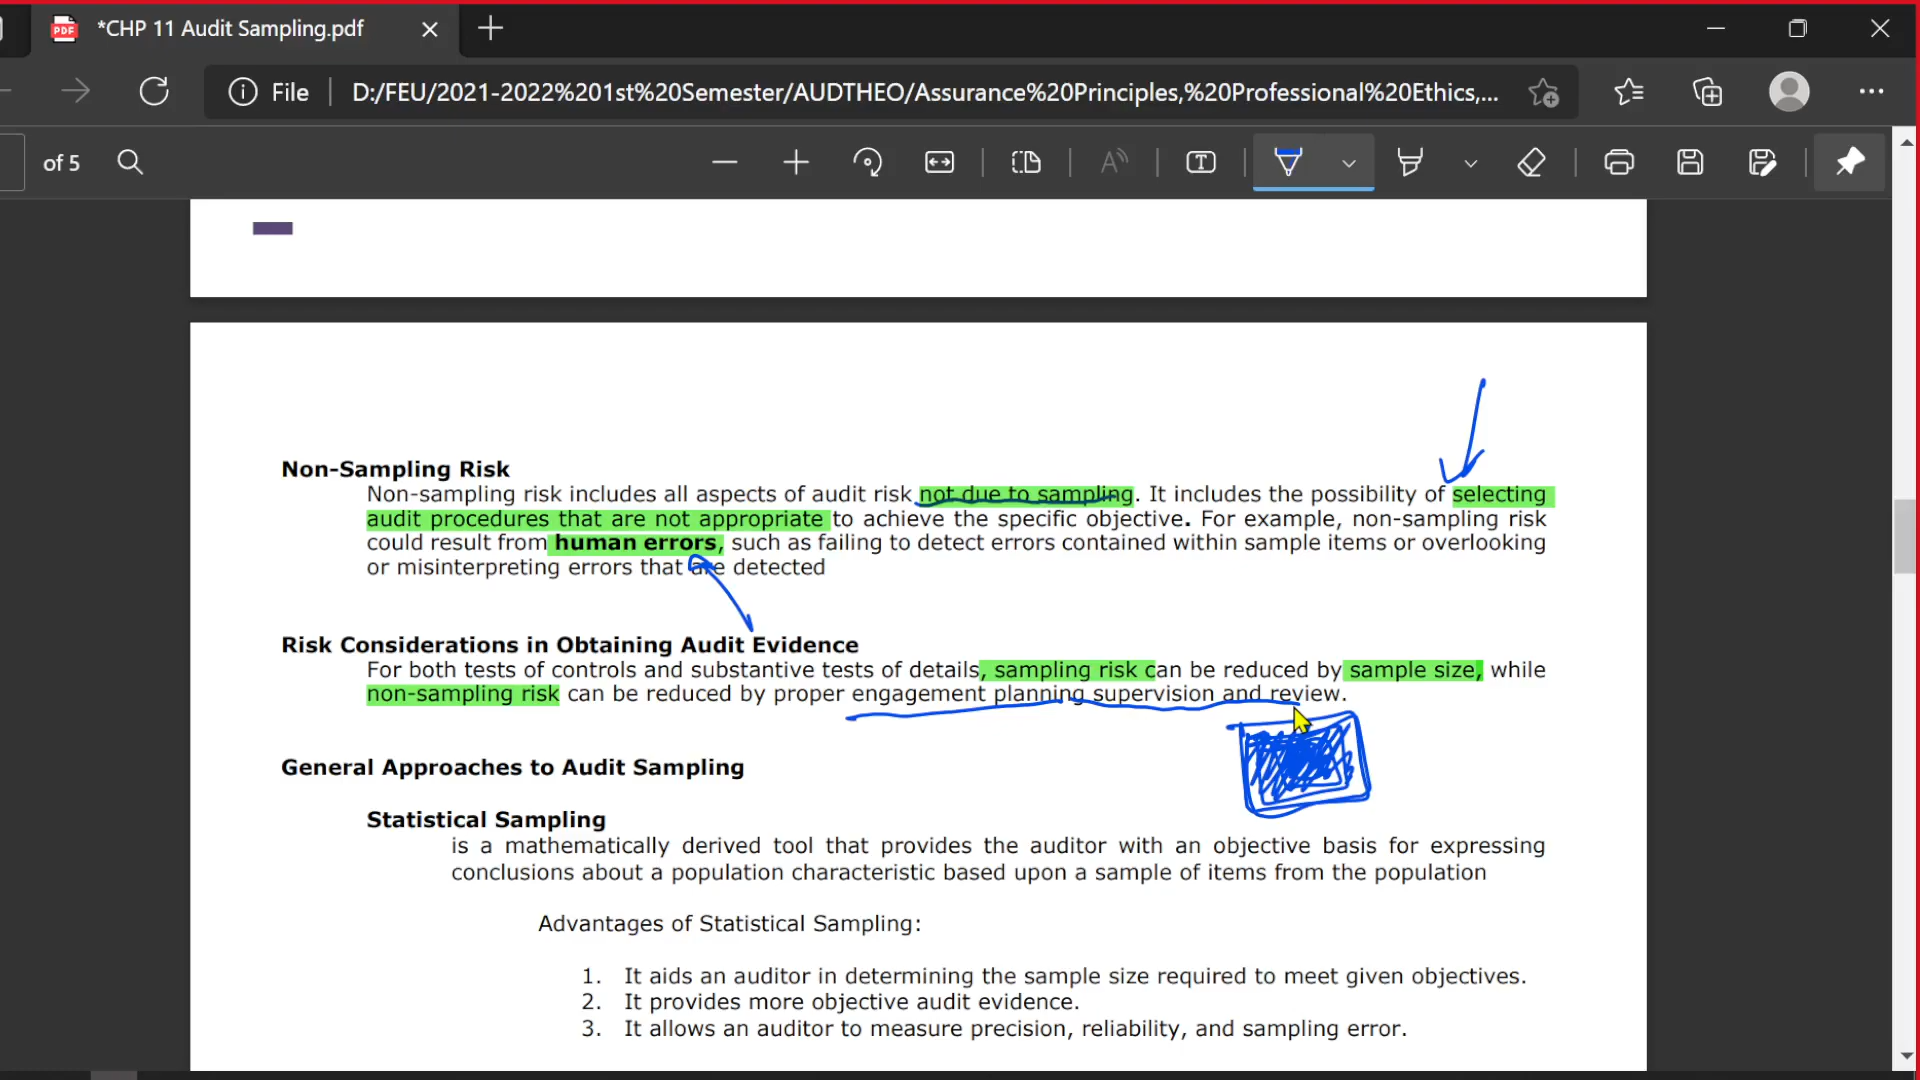 *CHP 11 Audit Sampling.pdf
File
D:/FEU/2021-2022%201st%20Semester/AUDTHEO/Assurance%20Principles,%20Professional%20Ethics,...
of 5
Non-Sampling Risk
Non-sampling risk includes all aspects of audit risk not due to sampling. It includes the possibility of selecting
audit procedures that are not appropriate to achieve the specific objective. For example, non-sampling risk
could result from human errors, such as failing to detect errors contained within sample items or overlooking
or misinterpreting errors that are detected
Risk Considerations in Obtaining Audit Evidence
For both tests of controls and substantive tests of details, sampling risk can be reduced by sample size, while
non-sampling risk can be reduced by proper engagement planning supervision and review.
General Approaches to Audit Sampling
Statistical Sampling
is a mathematically derived tool that provides the auditor with an objective basis for expressing
conclusions about a population characteristic based upon a sample of items from the population
Advantages of Statistical Sampling:
1. It aids an auditor in determining the sample size required to meet given objectives.
2. It provides more objective audit evidence.
3. It allows an auditor to measure precision, reliability, and sampling error.